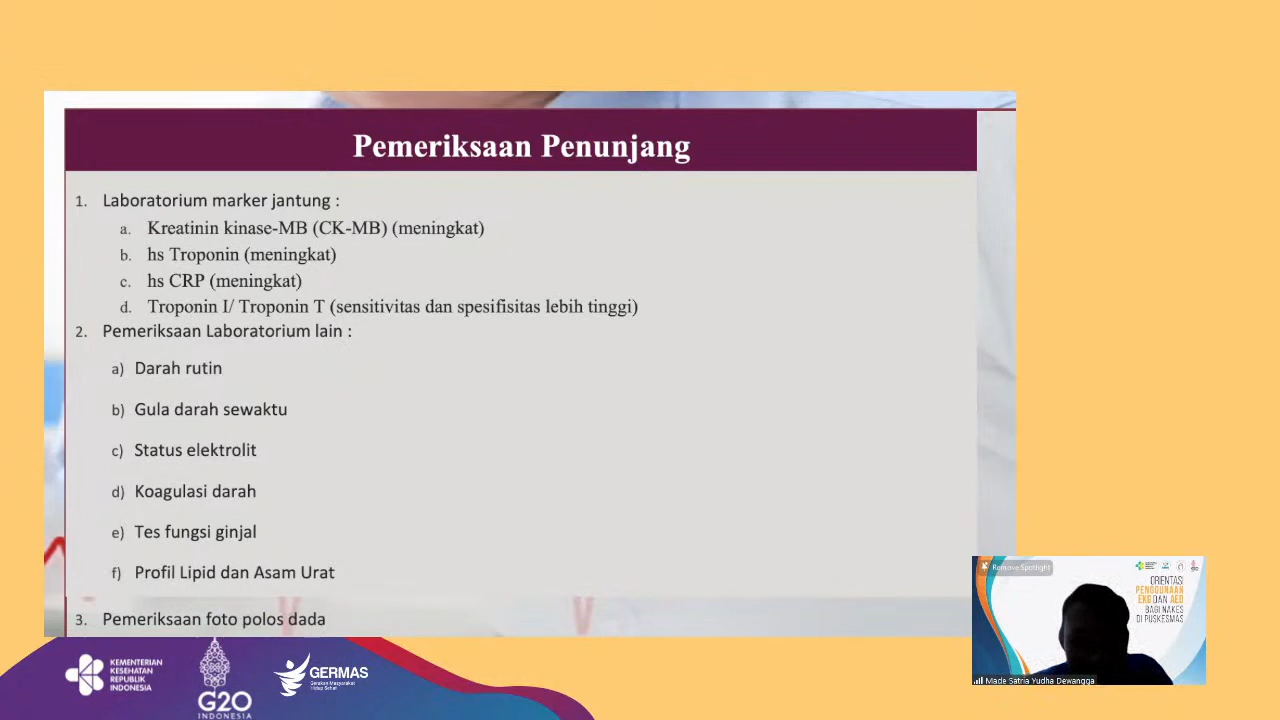 Pemeriksaan Penunjang
1. Laboratorium marker jantung :
a. Kreatinin kinase-MB (CK-MB) (meningkat)
b. hs Troponin (meningkat)
c. hs CRP (meningkat)
d. Troponin I/ Troponin T (sensitivitas dan spesifisitas lebih tinggi)
2. Pemeriksaan Laboratorium lain :
a) Darah rutin
b) Gula darah sewaktu
c) Status elektrolit
d) Koagulasi darah
e) Tes fungsi ginjal
f) Profil Lipid dan Asam Urat
3. Pemeriksaan foto polos dada
KEMENTERIAN
KESEHATAN
REPUBLIK
INDONESIA
G20
INDONESIA
GERMAS
Gerakan Masyarakat
Hidup Sehat
Remove Spotlight
ORIENTASI
PENGGUNAAN
EKG DAN AED
BAGI NAKES
DI PUSKESMAS
Made Satria Yudha Dewangga